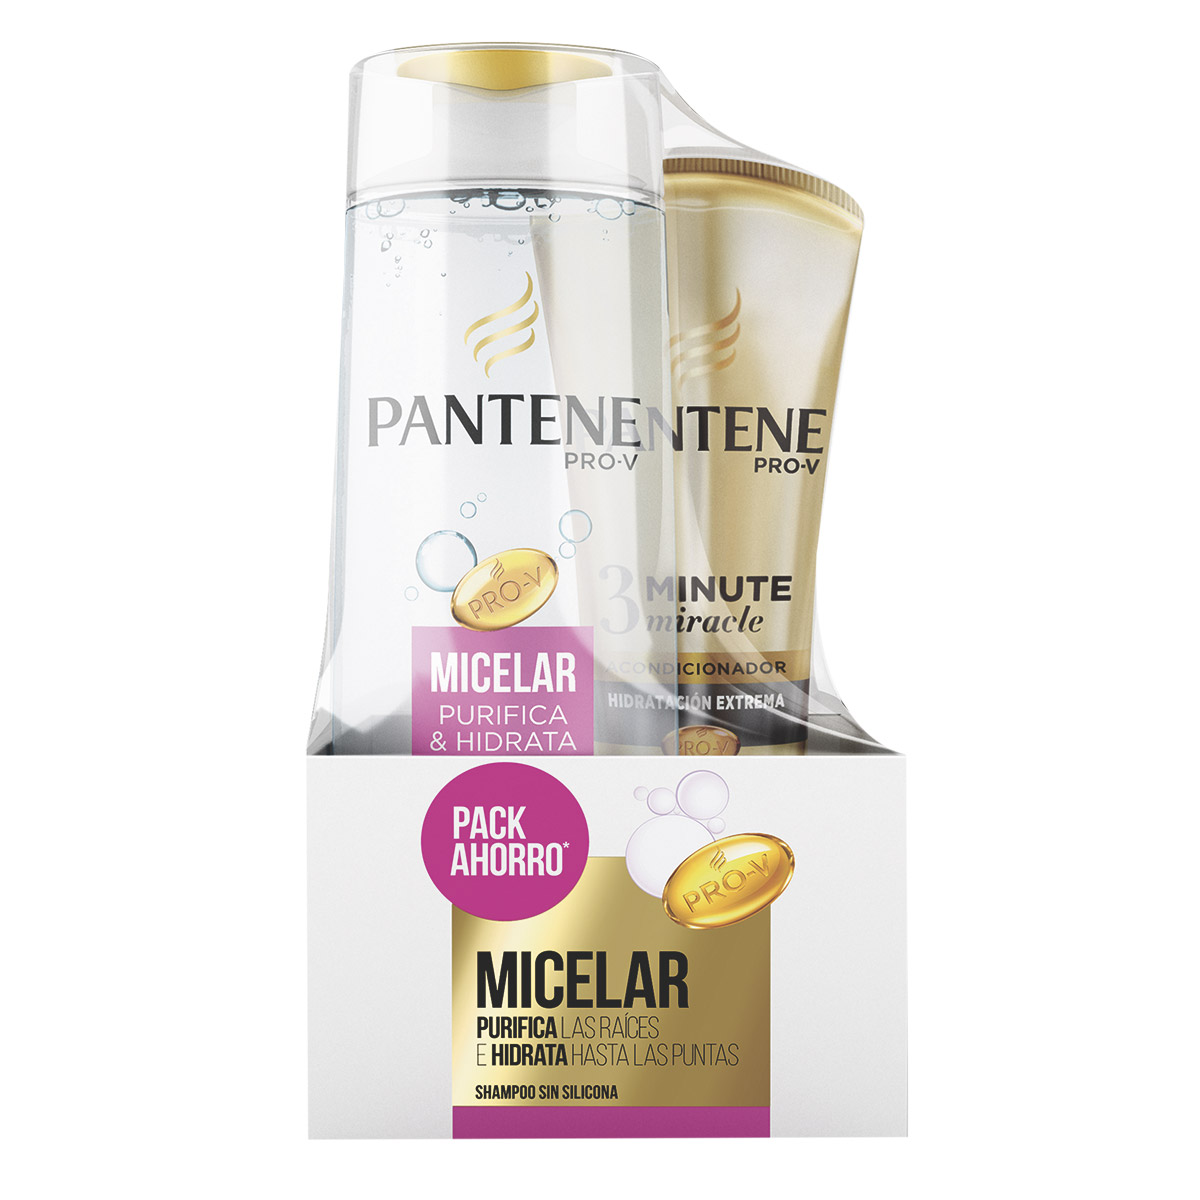 PANTENE
PRO-V
PRO-V
MICELAR
PURIFICA
& HIDRATA
PANTENE
PRO-V
3 MINUTE
miracle
ACONDICIONADOR
HIDRATACIÓN EXTREMA
PRO-V
PACK
AHORRO*
PRO-V
MICELAR
PURIFICA LAS RAÍCES
E HIDRATA HASTA LAS PUNTAS
SHAMPOO SIN SILICONA